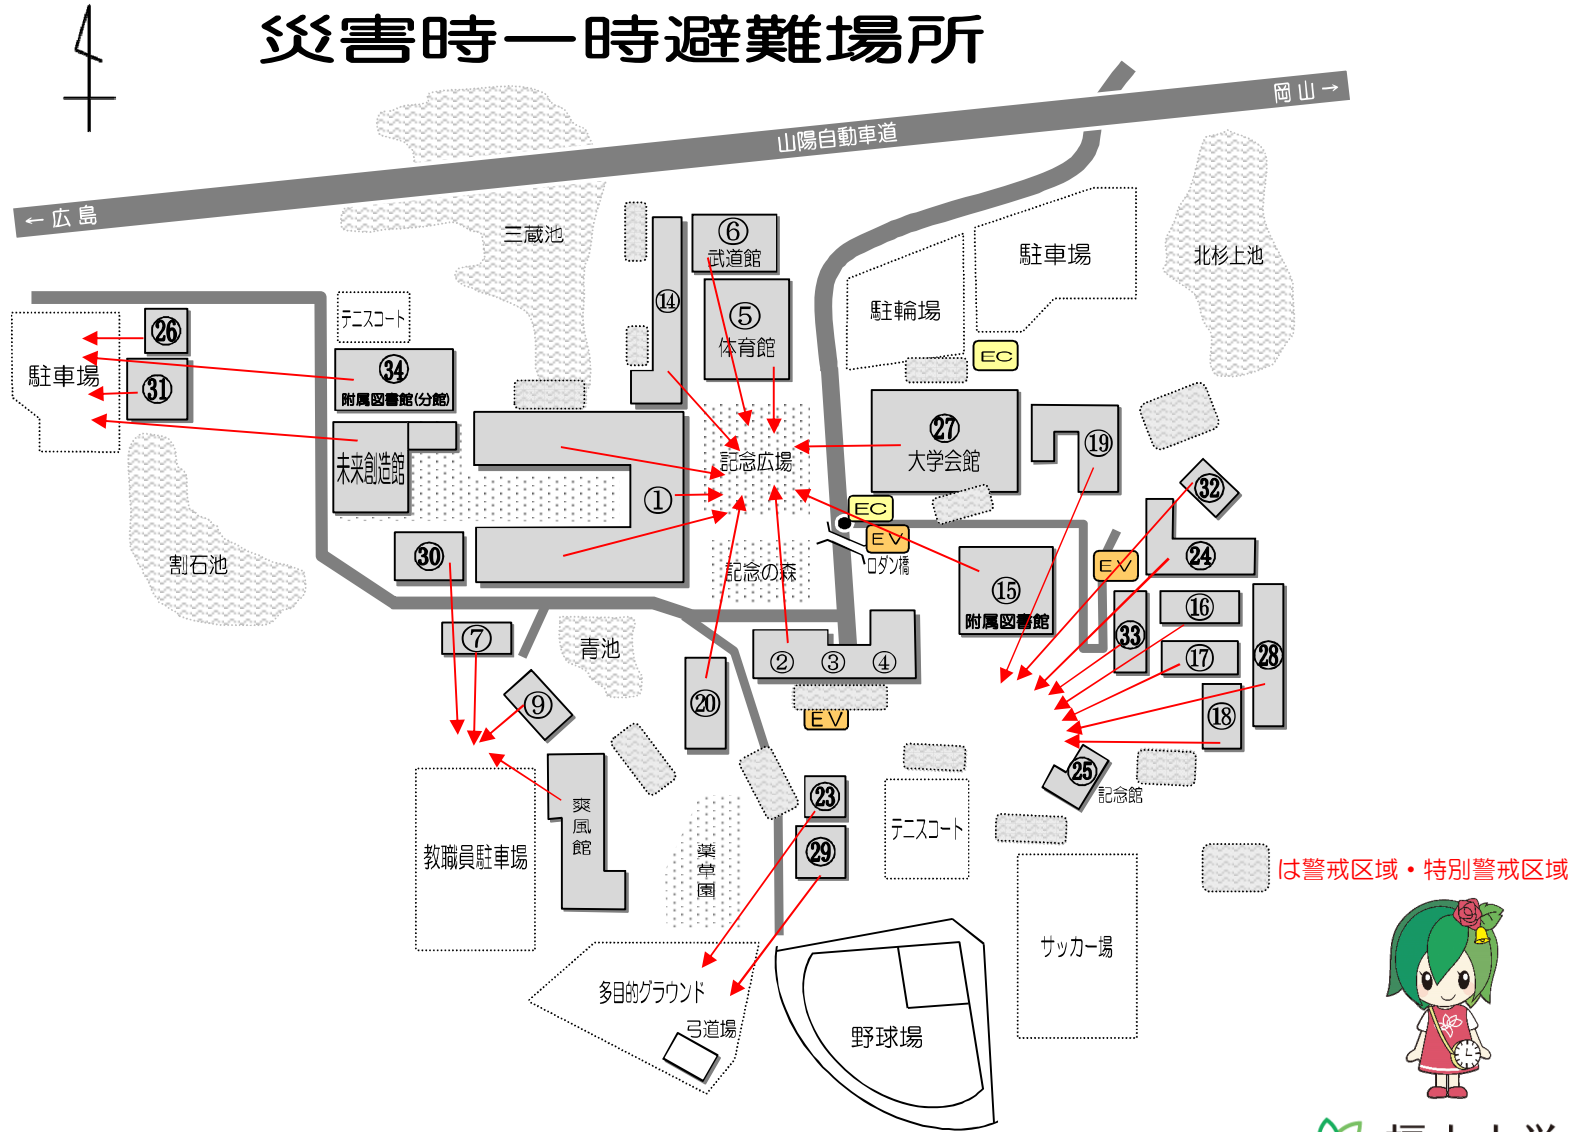 災害時一時避難場所
岡山→
山陽自動車道
←広島
三蔵池
北杉上池
⑥
武道館
駐車場
⑭
⑤
体育館
駐輪場
テニスコート
㉖
EC
駐車場
㉛
㉞
附属図書館(分館)
㉗
大学会館
⑲
未来創造館
記念広場
①
㉜
EC
EV
ロダン橋
割石池
㉚
記念の森
EV
㉔
⑮
附属図書館
⑯
㉝
⑦
青池
②
③
④
⑰
㉘
⑨
⑳
EV
⑱
㉕
記念館
㉓
爽風館
テニスコート
教職員駐車場
薬草園
㉙
は警戒区域・特別警戒区域
サッカー場
多目的グラウンド
弓道場
野球場
福山大学